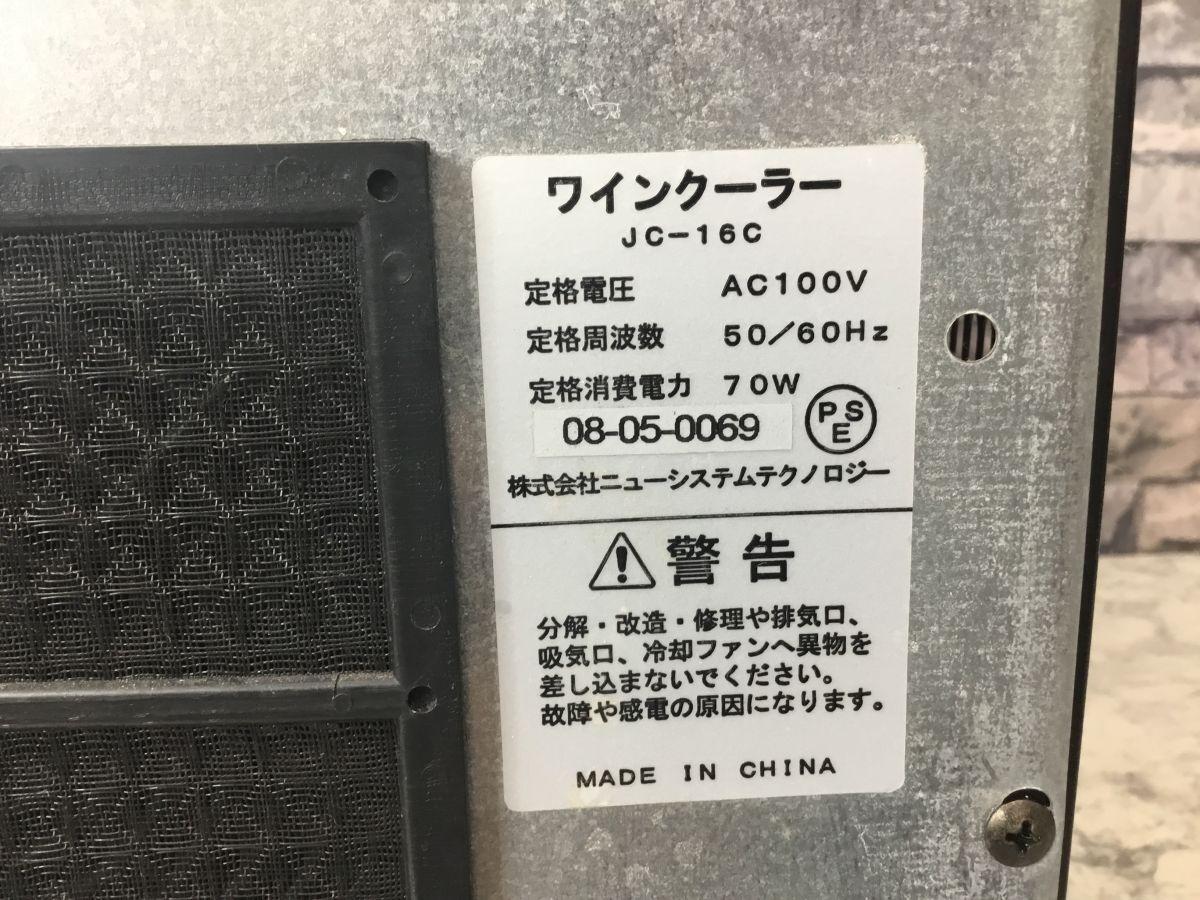 ワインクーラー
JC-16C
定格電圧 AC100V
定格周波数 50/60Hz
定格消費電力 70W
08-05-0069
PSE
株式会社ニューシステムテクノロジー
警告
分解・改造・修理や排気口、
吸気口、冷却ファンへ異物を
差し込まないでください。
故障や感電の原因になります。
MADE IN CHINA